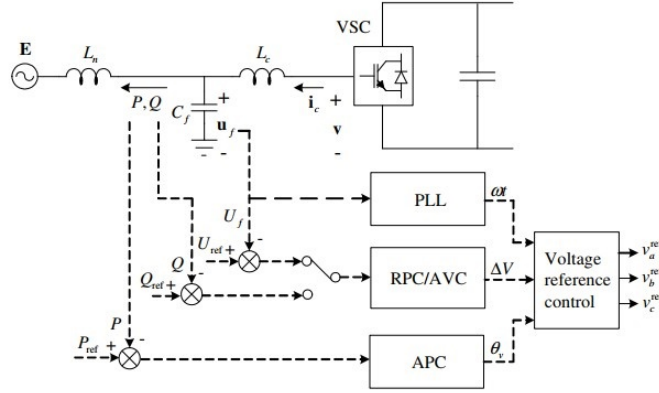 VSC
E
L_n
L_c
P, Q
C_f
+
u_f
-
i_c
+
v
-
PLL
ωt
U_f
U_ref +
-
Q
Q_ref +
-
RPC/AVC
ΔV
Voltage
reference
control
v_a^re
v_b^re
v_c^re
P
P_ref +
-
APC
θ_v